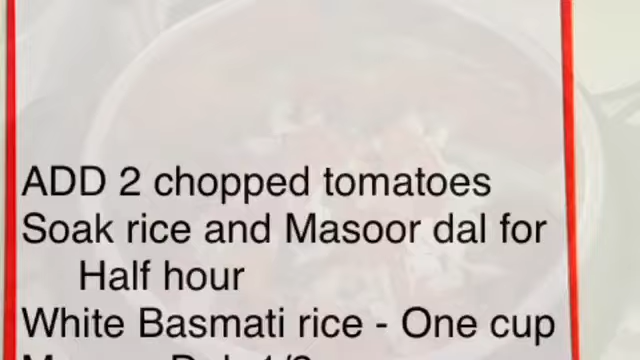 ADD 2 chopped tomatoes
Soak rice and Masoor dal for
Half hour
White Basmati rice - One cup